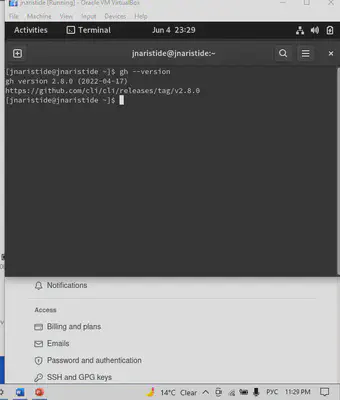 jnaristide [Running] - Oracle VM VirtualBox
File Machine View Input Devices Help
Activities Terminal Jun 4 23:29
jnaristide@jnaristide:~
[jnaristide@jnaristide ~]$ gh --version
gh version 2.8.0 (2022-04-17)
https://github.com/cli/cli/releases/tag/v2.8.0
[jnaristide@jnaristide ~]$
Notifications
Access
Billing and plans
Emails
Password and authentication
SSH and GPG keys
14°C Clear РУС 11:29 PM